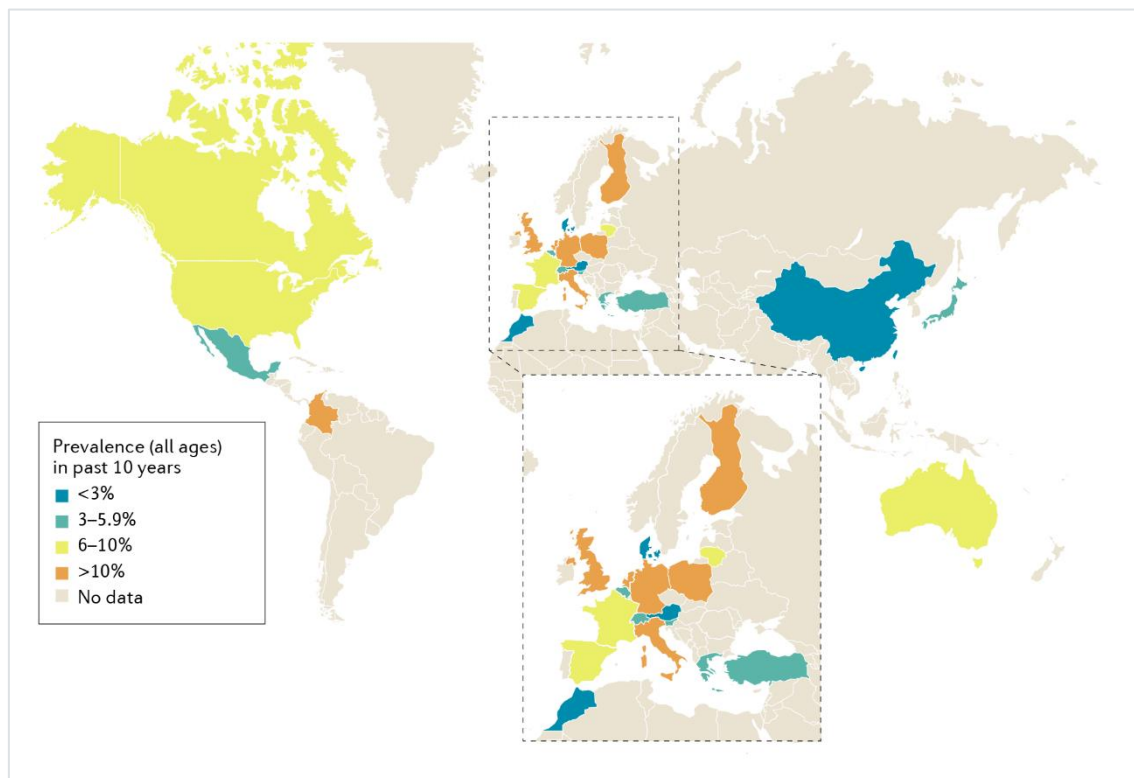 Prevalence (all ages)
in past 10 years
<3%
3–5.9%
6–10%
>10%
No data